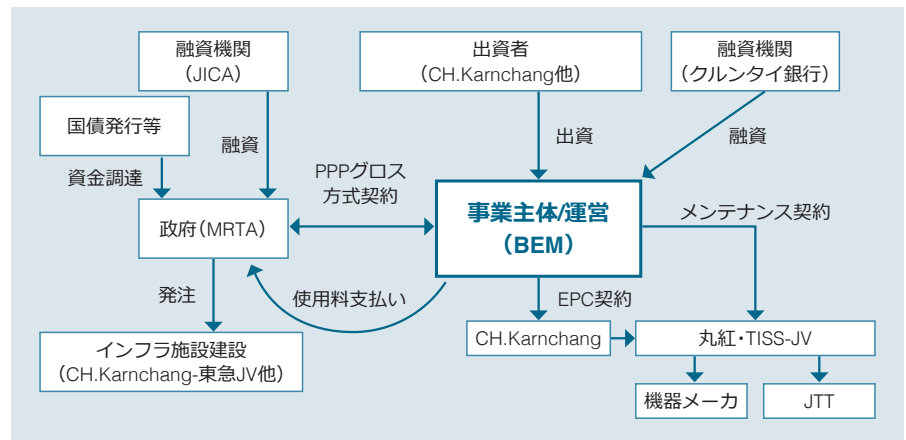 融資機関
（JICA）
出資者
（CH.Karnchang他）
融資機関
（クルンタイ銀行）
国債発行等
融資
出資
融資
資金調達
PPPグロス
方式契約
政府（MRTA）
事業主体/運営
（BEM）
メンテナンス契約
発注
使用料支払い
EPC契約
インフラ施設建設
（CH.Karnchang-東急JV他）
CH.Karnchang
丸紅・TISS-JV
機器メーカ
JTT